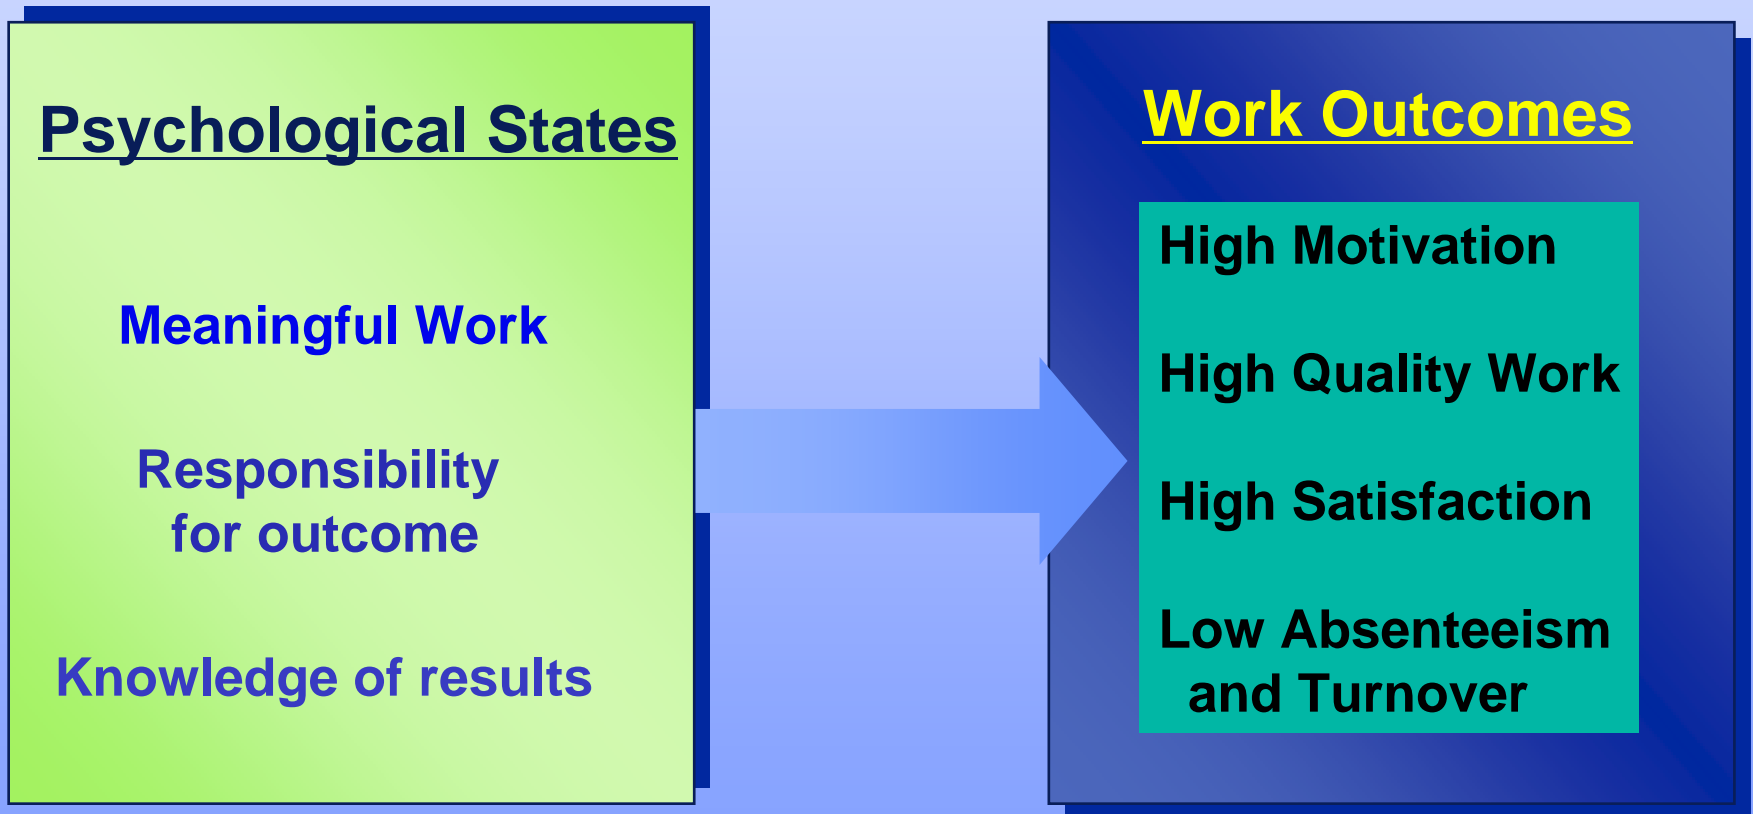 Psychological States
Meaningful Work
Responsibility
for outcome
Knowledge of results
Work Outcomes
High Motivation
High Quality Work
High Satisfaction
Low Absenteeism
and Turnover